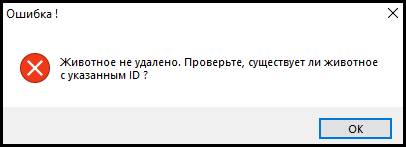 Ошибка !
Животное не удалено. Проверьте, существует ли животное
с указанным ID ?
OK